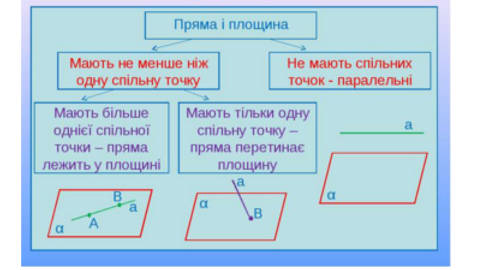 Пряма і площина
Мають не менше ніж
одну спільну точку
Не мають спільних
точок - паралельні
Мають більше
однієї спільної
точки – пряма
лежить у площині
Мають тільки одну
спільну точку –
пряма перетинає
площину
a
α
B
a
A
α
a
α
B